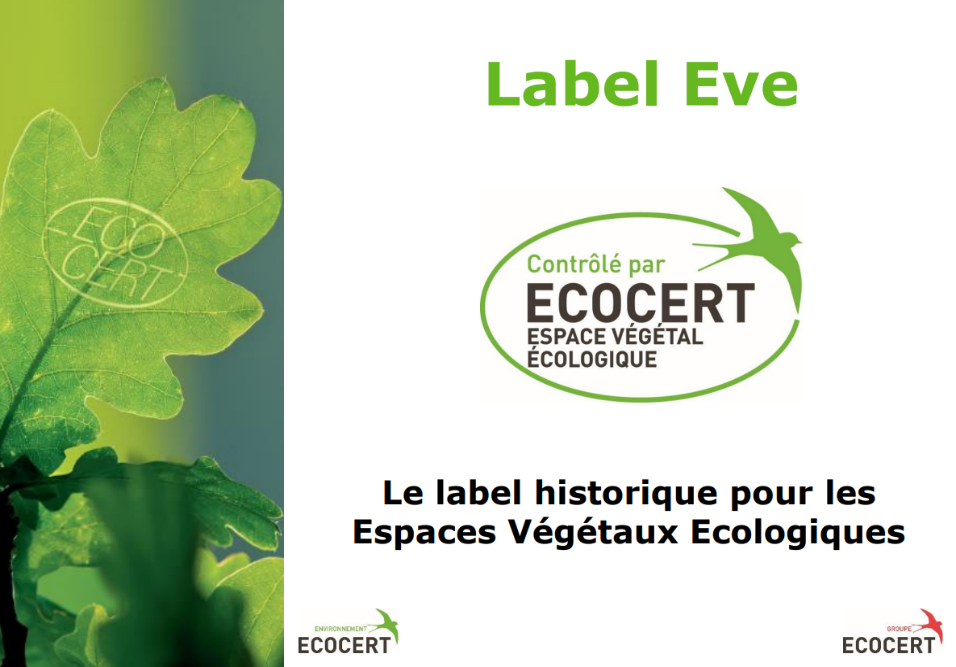 Label Eve
ECO
CERT
Contrôlé par
ECOCERT
ESPACE VÉGÉTAL
ÉCOLOGIQUE
Le label historique pour les
Espaces Végétaux Ecologiques
ENVIRONNEMENT
ECOCERT
GROUPE
ECOCERT